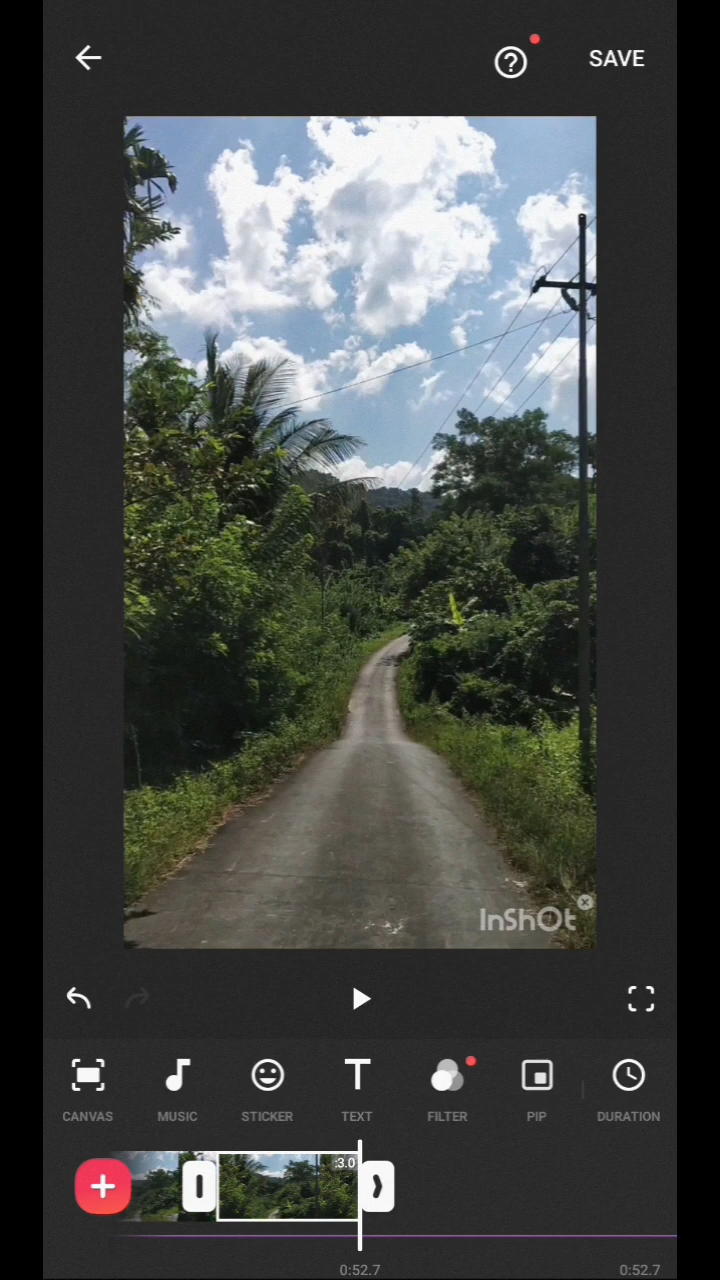 SAVE
InShOt
CANVAS
MUSIC
STICKER
TEXT
FILTER
PIP
DURATION
:3.0
0:52.7
0:52.7